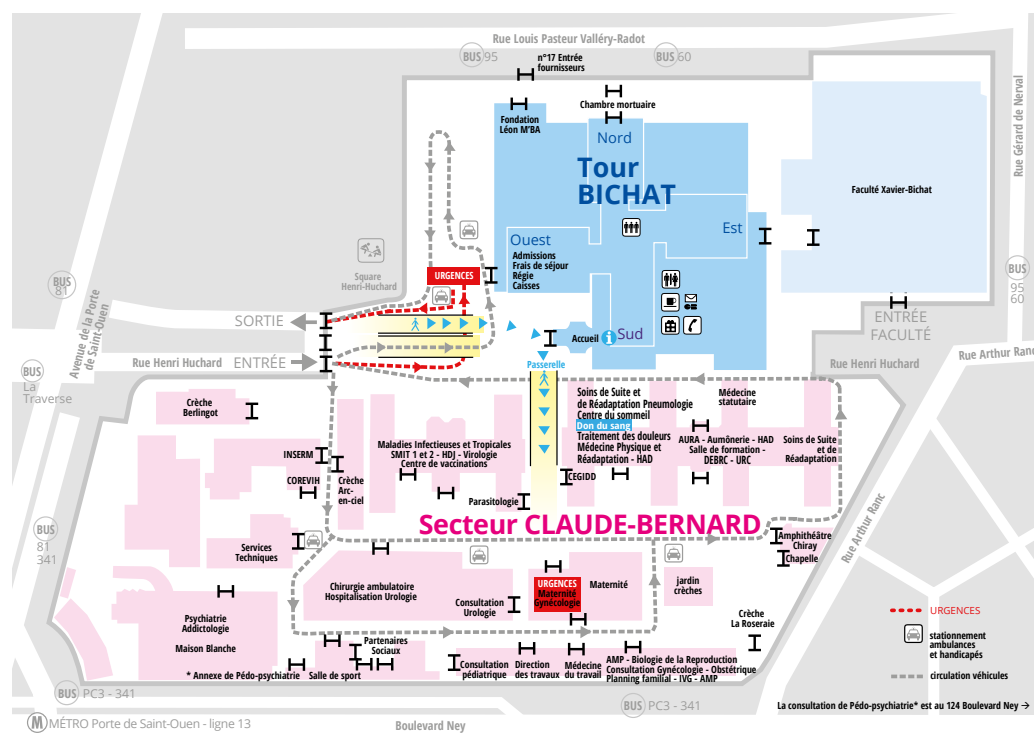 Rue Louis Pasteur Valléry-Radot
BUS 95
BUS 60
n°17 Entrée
fournisseurs
Chambre mortuaire
Fondation
Léon M'BA
Nord
Tour
BICHAT
Faculté Xavier-Bichat
Rue Gérard de Nerval
Ouest
Admissions
Frais de séjour
Régie
Caisses
Est
Square
Henri-Huchard
URGENCES
BUS
81
BUS
95
60
Avenue de la Porte
de Saint-Ouen
SORTIE
ENTRÉE
FACULTÉ
Accueil
i
Sud
Rue Henri Huchard
ENTRÉE
Passerelle
Rue Henri Huchard
Rue Arthur Ranc
BUS
La
Traverse
Crèche
Berlingot
Soins de Suite et
de Réadaptation Pneumologie
Centre du sommeil
Don du sang
Traitement des douleurs
Médecine Physique et
Réadaptation - HAD
Médecine
statutaire
AURA - Aumônerie - HAD
Salle de formation -
DEBRC - URC
Soins de Suite
et de
Réadaptation
Maladies Infectieuses et Tropicales
SMIT 1 et 2 - HDJ - Virologie
Centre de vaccinations
INSERM
COREVIH
Crèche
Arc-
en-ciel
CEGIDD
Parasitologie
Secteur CLAUDE-BERNARD
Rue Arthur Ranc
BUS
81
341
Services
Techniques
Amphithéâtre
Chiray
Chapelle
Chirurgie ambulatoire
Hospitalisation Urologie
Consultation
Urologie
URGENCES
Maternité
Gynécologie
Maternité
jardin
crèches
Psychiatrie
Addictologie
Maison Blanche
Crèche
La Roseraie
URGENCES
stationnement
ambulances
et handicapés
circulation véhicules
Partenaires
Sociaux
* Annexe de Pédo-psychiatrie
Salle de sport
Consultation
pédiatrique
Direction
des travaux
Médecine
du travail
AMP - Biologie de la Reproduction
Consultation Gynécologie - Obstétrique
Planning familial - IVG - AMP
BUS PC3 - 341
BUS PC3 - 341
La consultation de Pédo-psychiatrie* est au 124 Boulevard Ney →
M MÉTRO Porte de Saint-Ouen - ligne 13
Boulevard Ney